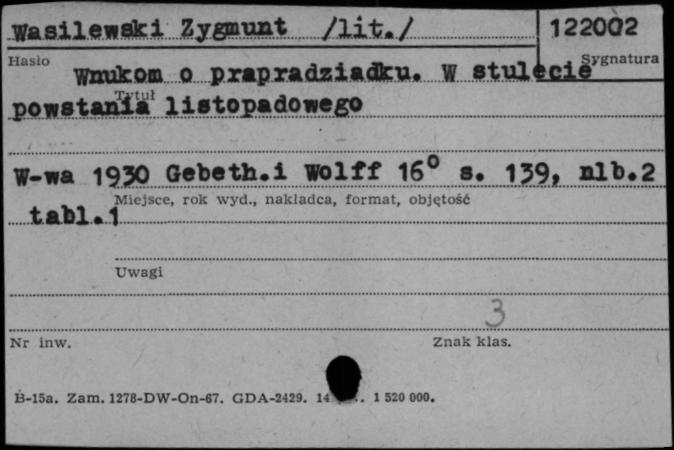 Wasilewski Zygmunt /lit./ 122002
Hasło Sygnatura
Wnukom o prapradziadku. W stulecie
Tytuł
powstania listopadowego
W-wa 1930 Gebeth.i Wolff 16° s. 139, nlb.2
Miejsce, rok wyd., nakładca, format, objętość
tabl.1
Uwagi
3
Nr inw. Znak klas.
B-15a. Zam. 1278-DW-On-67. GDA-2429. 14 . 1 520 000.